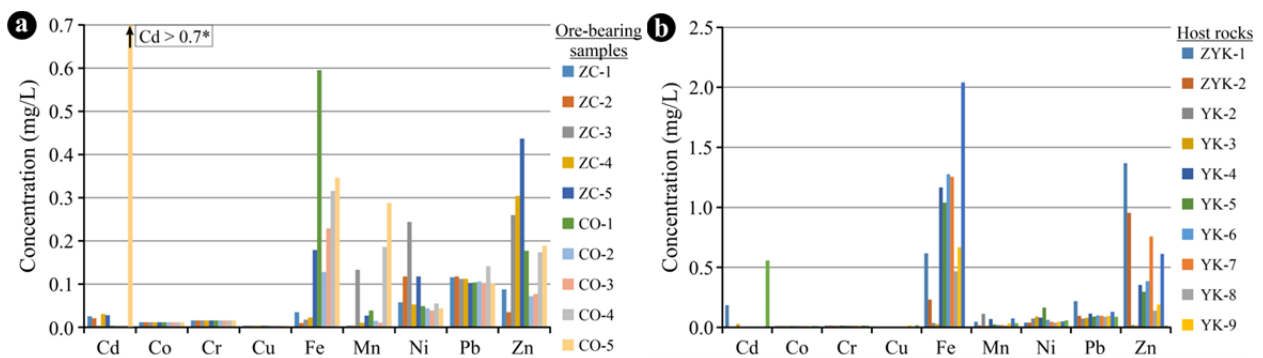 a
Concentration (mg/L)
0.7
0.6
0.5
0.4
0.3
0.2
0.1
0.0
Cd > 0.7*
Cd Co Cr Cu Fe Mn Ni Pb Zn
Ore-bearing
samples
ZC-1
ZC-2
ZC-3
ZC-4
ZC-5
CO-1
CO-2
CO-3
CO-4
CO-5
b
Concentration (mg/L)
2.5
2.0
1.5
1.0
0.5
0.0
Cd Co Cr Cu Fe Mn Ni Pb Zn
Host rocks
ZYK-1
ZYK-2
YK-2
YK-3
YK-4
YK-5
YK-6
YK-7
YK-8
YK-9